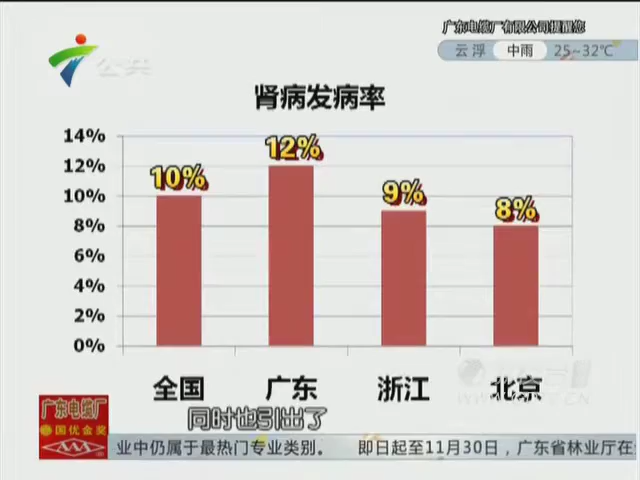 广东电缆厂有限公司提醒您
云浮 中雨 25~32℃
公共
肾病发病率
14%
12%
10%
8%
6%
4%
2%
0%
10%
12%
9%
8%
全国 广东 浙江 北京
同时也引出了
广东电缆厂
国优金奖
AAA
业中仍属于最热门专业类别。 即日起至11月30日，广东省林业厅在